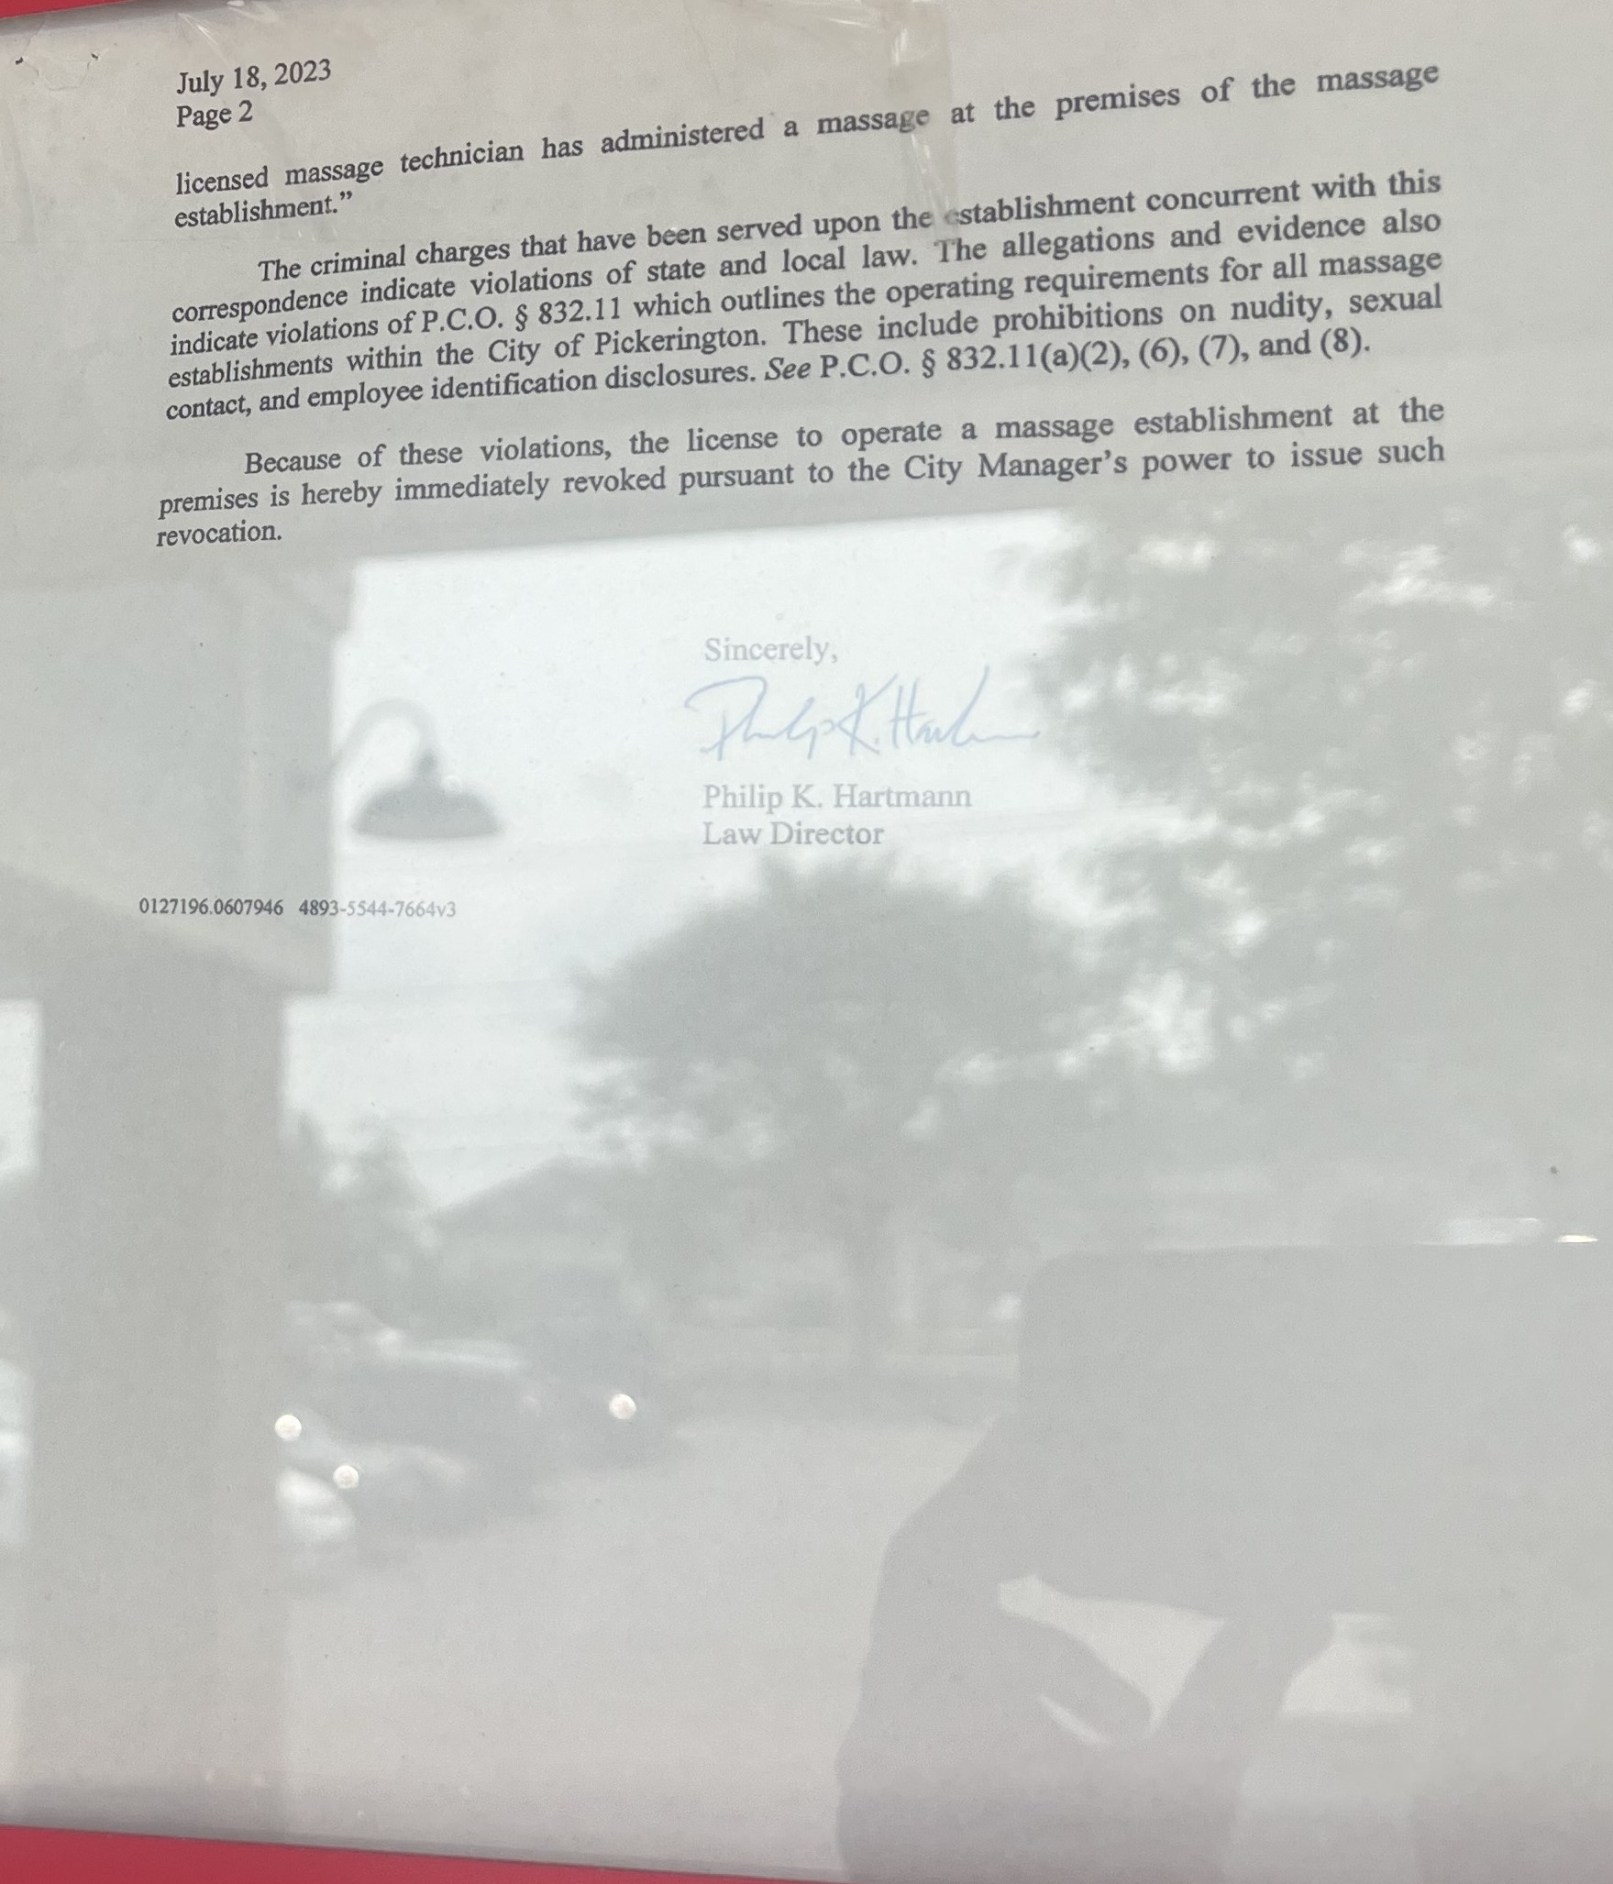 July 18, 2023
Page 2
licensed massage technician has administered a massage at the premises of the massage
establishment.”
The criminal charges that have been served upon the establishment concurrent with this
correspondence indicate violations of state and local law. The allegations and evidence also
indicate violations of P.C.O. § 832.11 which outlines the operating requirements for all massage
establishments within the City of Pickerington. These include prohibitions on nudity, sexual
contact, and employee identification disclosures. See P.C.O. § 832.11(a)(2), (6), (7), and (8).
Because of these violations, the license to operate a massage establishment at the
premises is hereby immediately revoked pursuant to the City Manager’s power to issue such
revocation.
Sincerely,
Philip K. Hartmann
Philip K. Hartmann
Law Director
0127196.0607946 4893-5544-7664v3